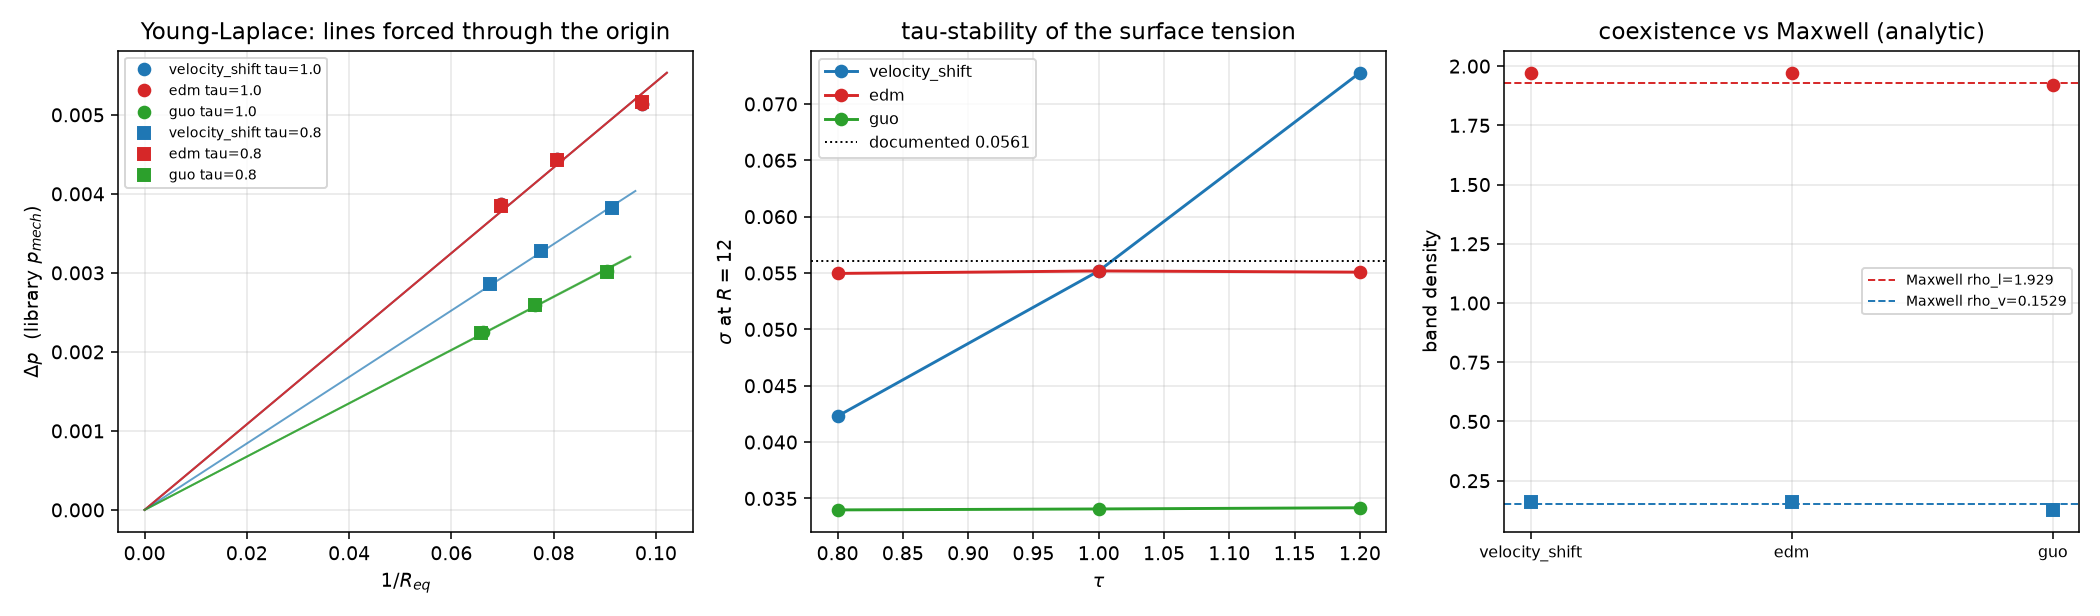 Young-Laplace: lines forced through the origin
velocity_shift tau=1.0
edm tau=1.0
guo tau=1.0
velocity_shift tau=0.8
edm tau=0.8
guo tau=0.8
0.005
0.004
0.003
0.002
0.001
0.000
Δp (library p_mech)
0.00 0.02 0.04 0.06 0.08 0.10
1/R_eq
tau-stability of the surface tension
velocity_shift
edm
guo
documented 0.0561
0.070
0.065
0.060
0.055
0.050
0.045
0.040
0.035
σ at R = 12
0.80 0.85 0.90 0.95 1.00 1.05 1.10 1.15 1.20
τ
coexistence vs Maxwell (analytic)
2.00
1.75
1.50
1.25
1.00
0.75
0.50
0.25
band density
Maxwell rho_l=1.929
Maxwell rho_v=0.1529
velocity_shift edm guo